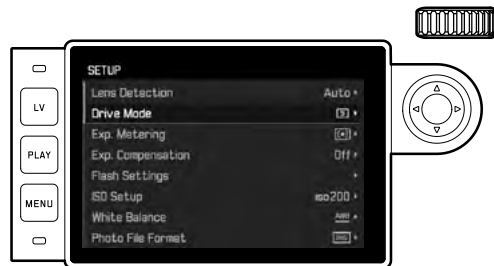 SETUP
Lens Detection Auto
Drive Mode
LV
Exp. Metering
Exp. Compensation Off
PLAY
Flash Settings
ISO Setup iso200
MENU
White Balance AWB
Photo File Format DNG